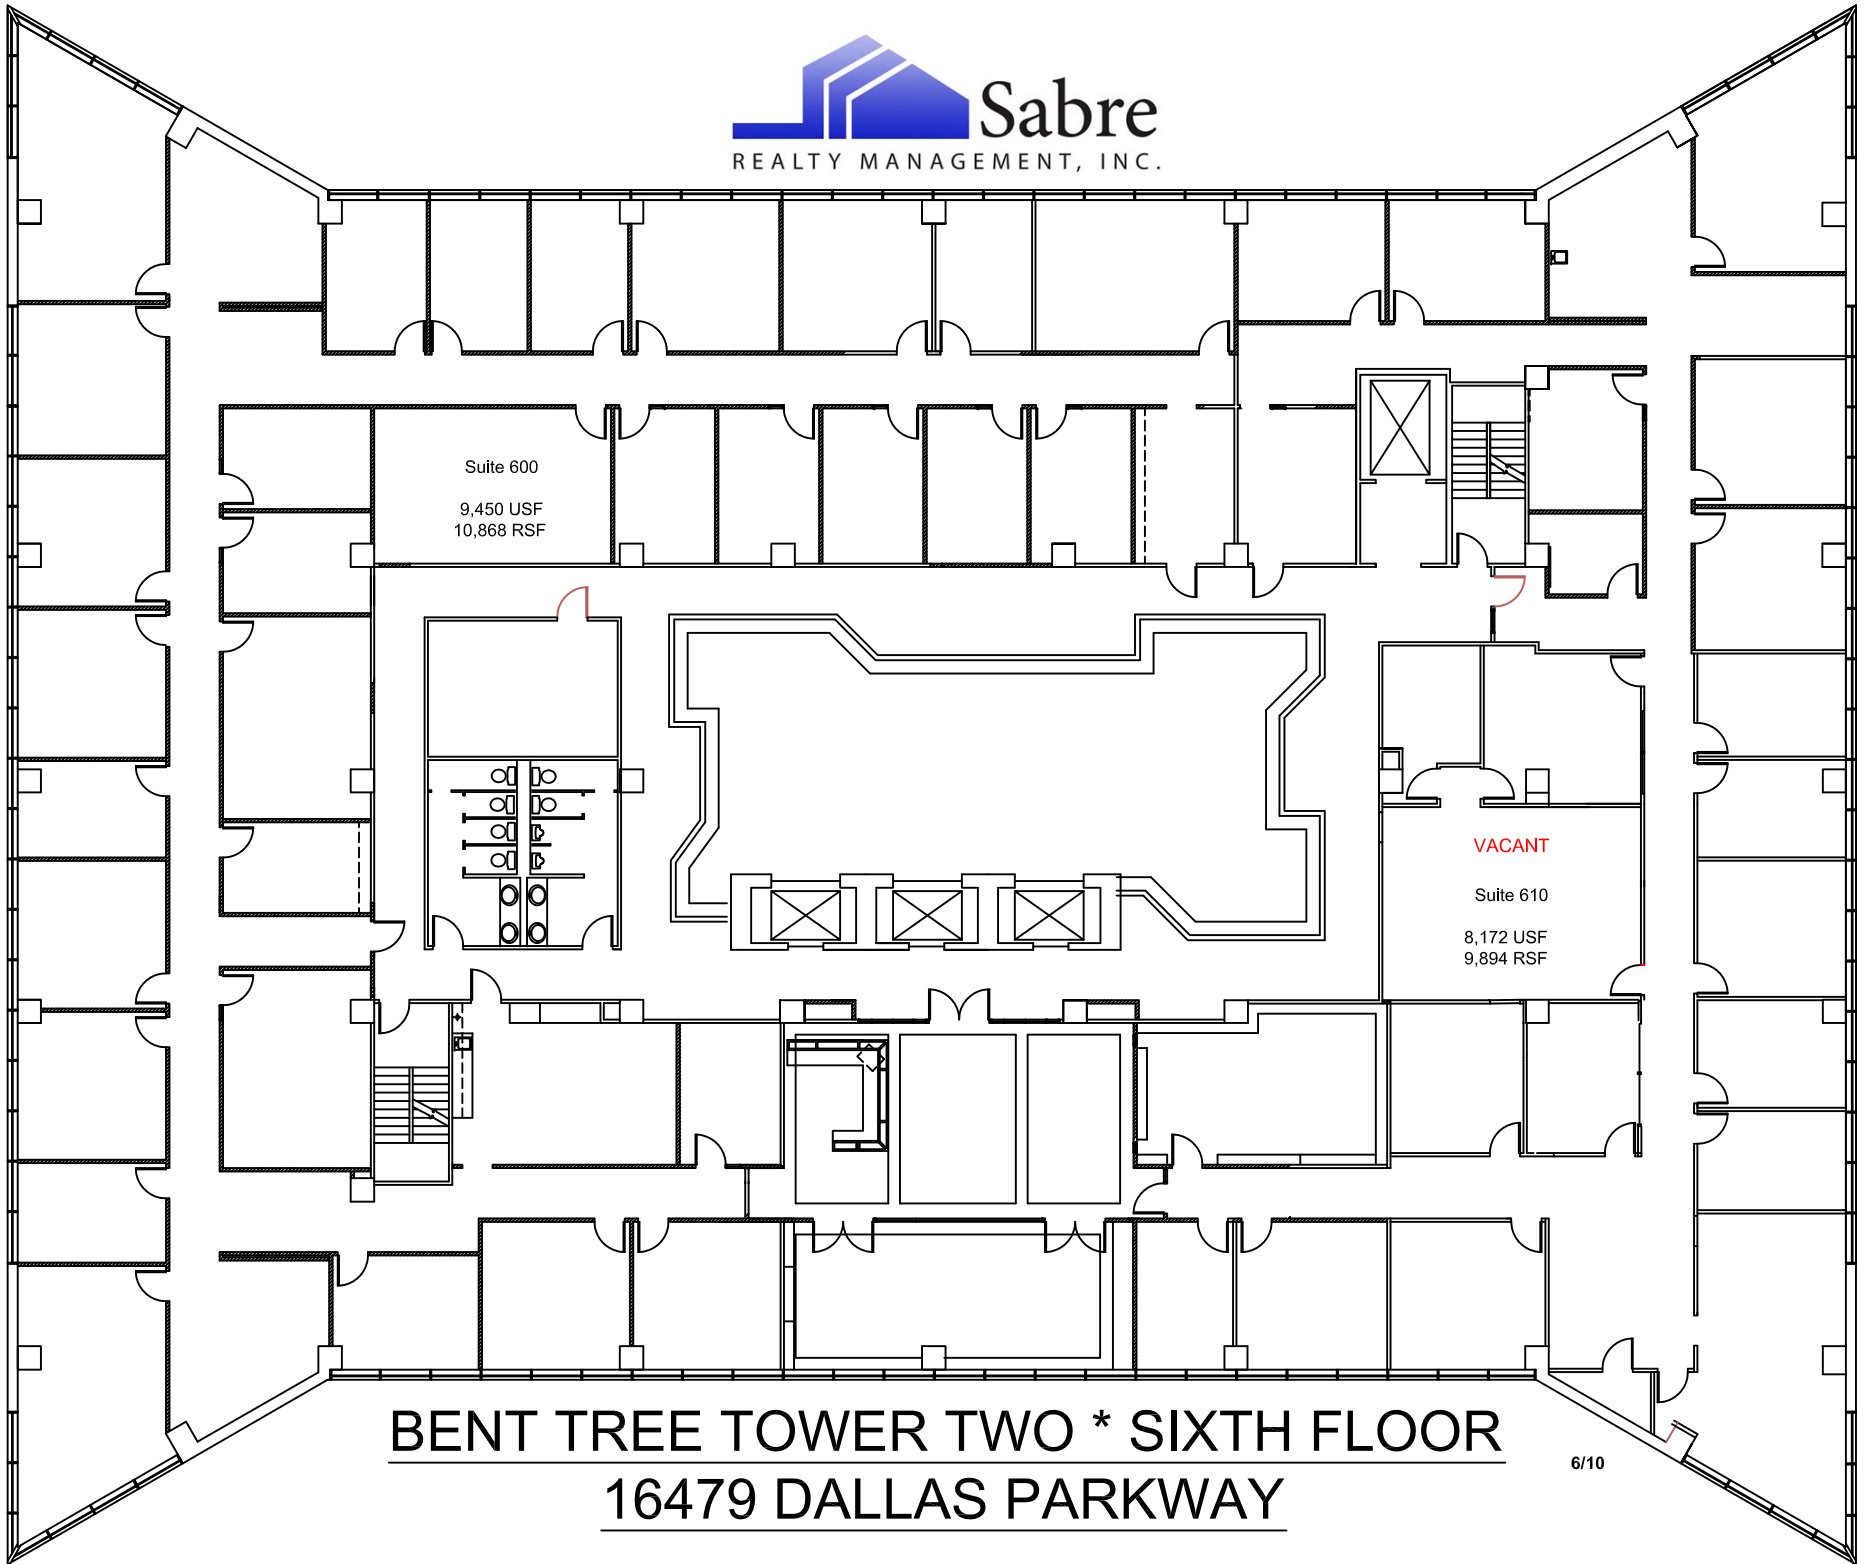 Sabre
REALTY MANAGEMENT, INC.
Suite 600
9,450 USF
10,868 RSF
VACANT
Suite 610
8,172 USF
9,894 RSF
BENT TREE TOWER TWO * SIXTH FLOOR
16479 DALLAS PARKWAY
6/10